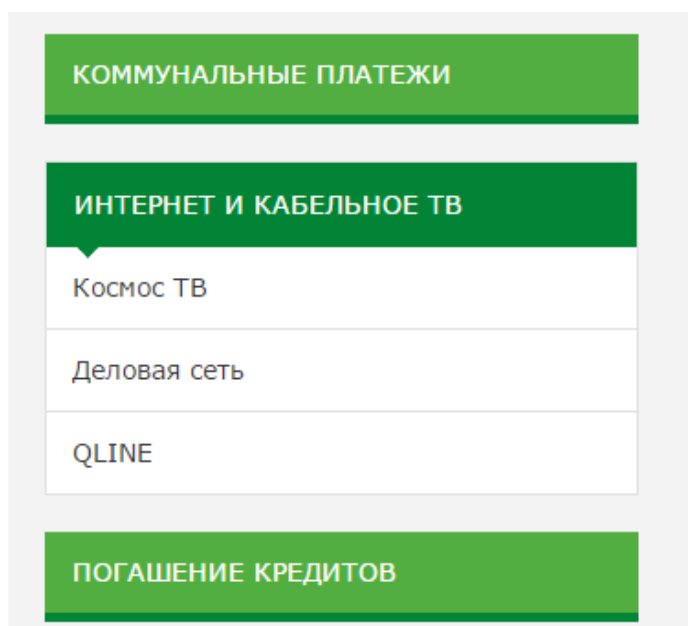 КОММУНАЛЬНЫЕ ПЛАТЕЖИ
ИНТЕРНЕТ И КАБЕЛЬНОЕ ТВ
Космос ТВ
Деловая сеть
QLINE
ПОГАШЕНИЕ КРЕДИТОВ